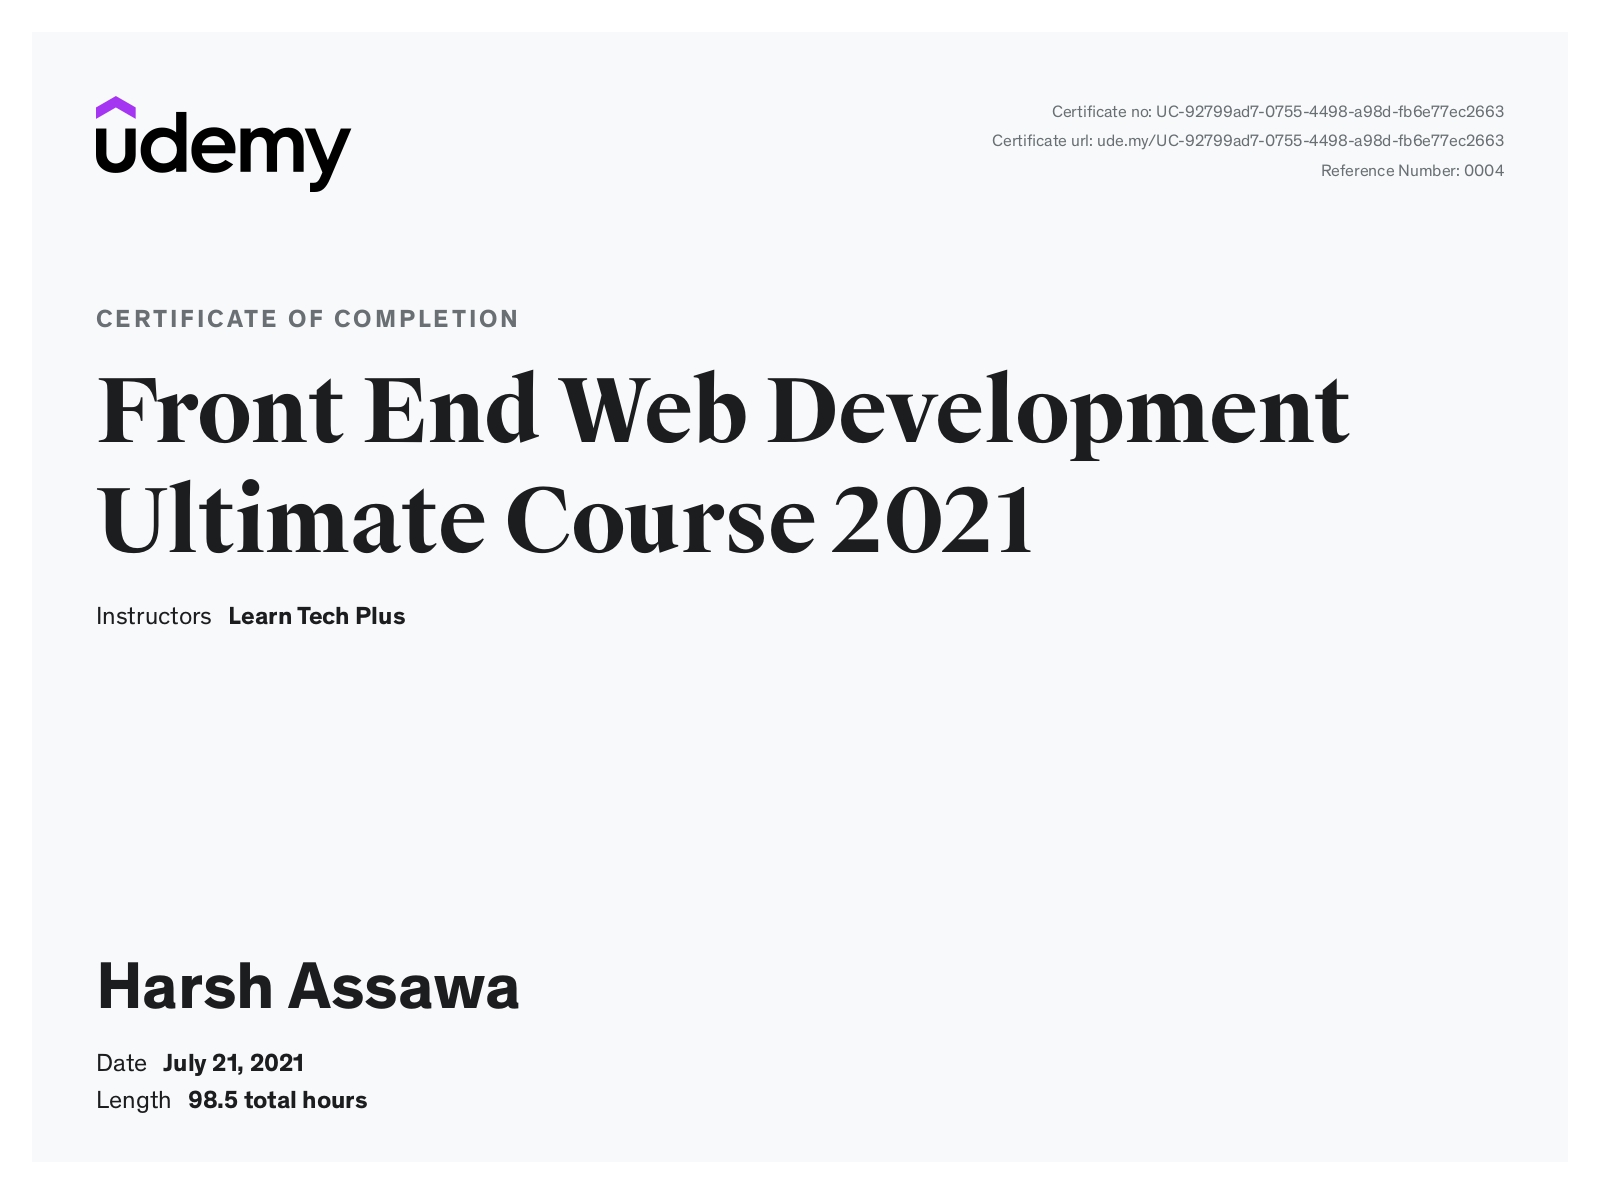 udemy
Certificate no: UC-92799ad7-0755-4498-a98d-fb6e77ec2663
Certificate url: ude.my/UC-92799ad7-0755-4498-a98d-fb6e77ec2663
Reference Number: 0004
CERTIFICATE OF COMPLETION
Front End Web Development
Ultimate Course 2021
Instructors Learn Tech Plus
Harsh Assawa
Date July 21, 2021
Length 98.5 total hours